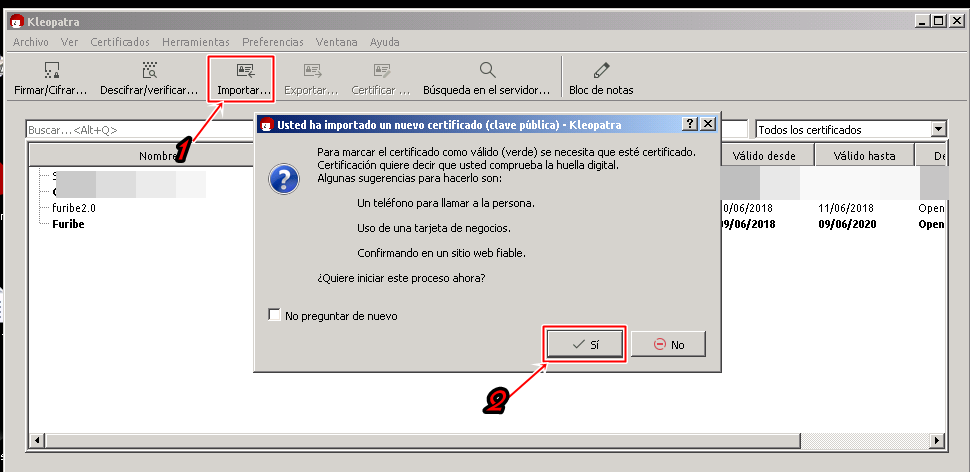 Kleopatra
Archivo Ver Certificados Herramientas Preferencias Ventana Ayuda
Firmar/Cifrar... Descifrar/verificar... Importar... Exportar... Certificar ... Búsqueda en el servidor... Bloc de notas
1
Buscar...<Alt+Q>
Todos los certificados
Nombre
Válido desde Válido hasta
furibe2.0
0/06/2018 11/06/2018 Open
Furibe
9/06/2018 09/06/2020 Open
Usted ha importado un nuevo certificado (clave pública) - Kleopatra
Para marcar el certificado como válido (verde) se necesita que esté certificado.
Certificación quiere decir que usted comprueba la huella digital.
Algunas sugerencias para hacerlo son:
Un teléfono para llamar a la persona.
Uso de una tarjeta de negocios.
Confirmando en un sitio web fiable.
¿Quiere iniciar este proceso ahora?
No preguntar de nuevo
Sí No
2